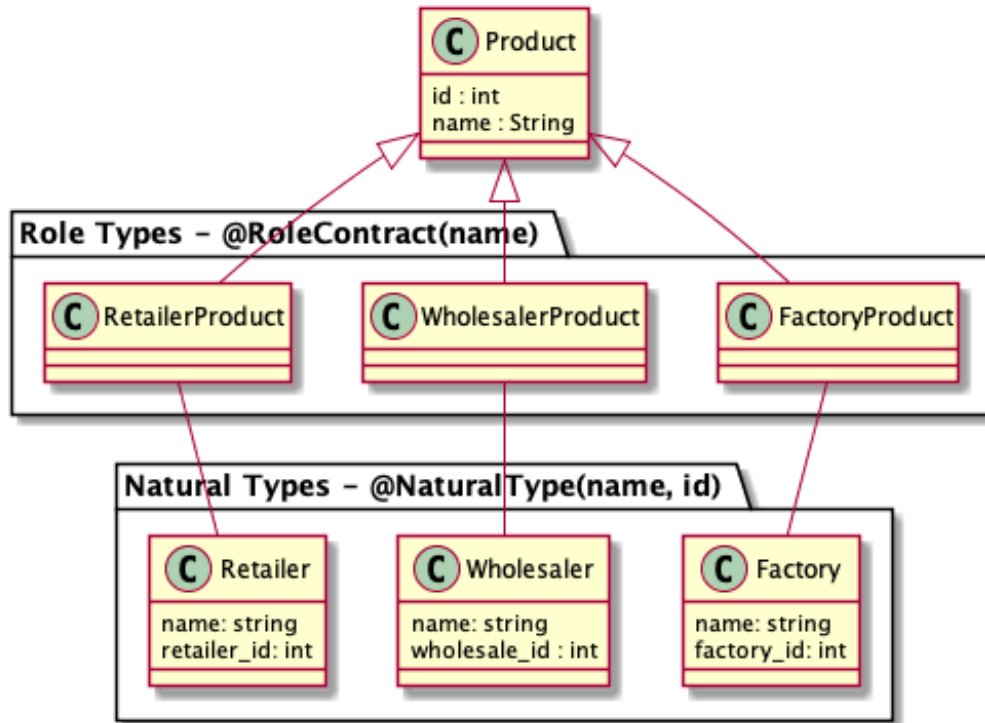 C Product
id : int
name : String
Role Types - @RoleContract(name)
C RetailerProduct
C WholesalerProduct
C FactoryProduct
Natural Types - @NaturalType(name, id)
C Retailer
name: string
retailer_id: int
C Wholesaler
name: string
wholesale_id : int
C Factory
name: string
factory_id: int